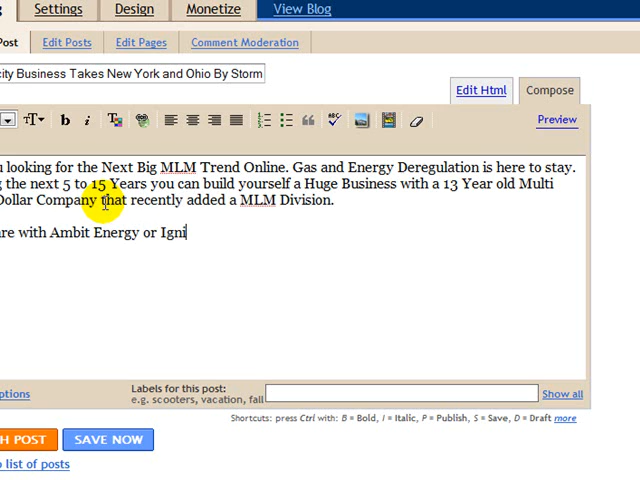 Settings Design Monetize View Blog
Post Edit Posts Edit Pages Comment Moderation
city Business Takes New York and Ohio By Storm
Edit Html Compose
Preview
looking for the Next Big MLM Trend Online. Gas and Energy Deregulation is here to stay.
the next 5 to 15 Years you can build yourself a Huge Business with a 13 Year old Multi
Dollar Company that recently added a MLM Division.
are with Ambit Energy or Igni
ptions
Labels for this post:
e.g. scooters, vacation, fall
Show all
Shortcuts: press Ctrl with: B = Bold, I = Italic, P = Publish, S = Save, D = Draft more
H POST SAVE NOW
o list of posts